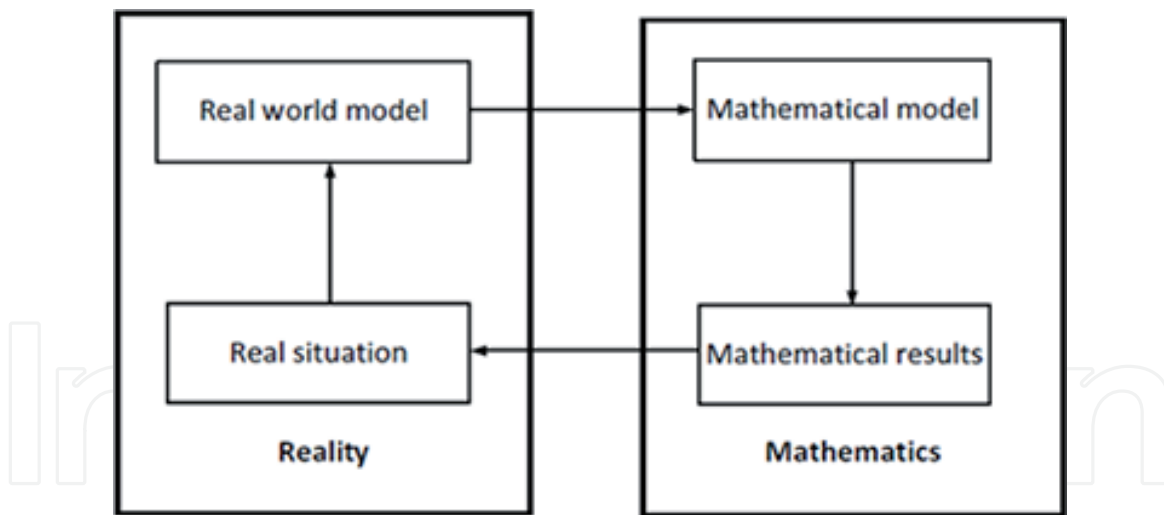 Real world model
Mathematical model
Real situation
Mathematical results
Reality
Mathematics